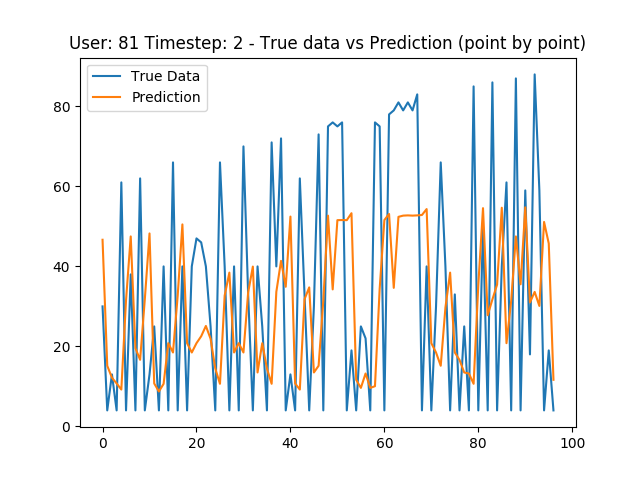 User: 81 Timestep: 2 - True data vs Prediction (point by point)
True Data
Prediction
80
60
40
20
0
0 20 40 60 80 100